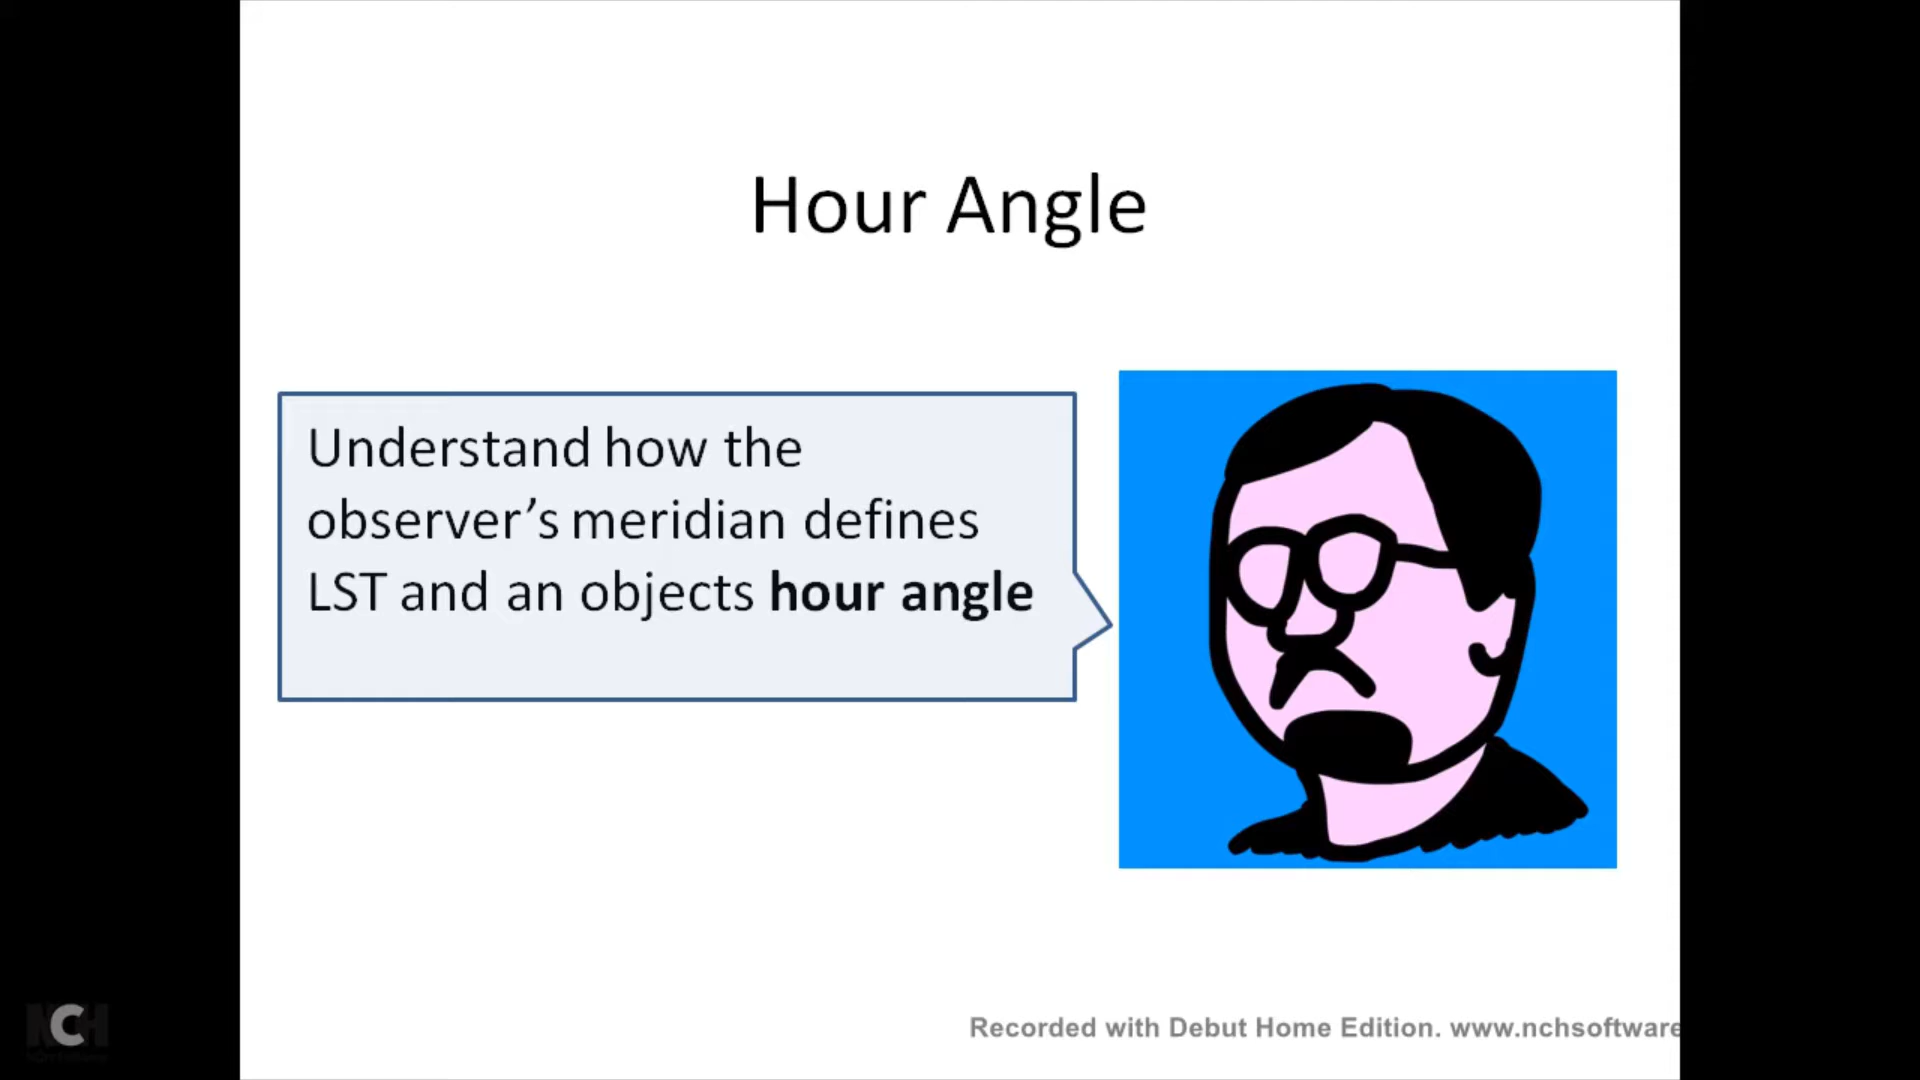 Hour Angle
Understand how the
observer’s meridian defines
LST and an objects hour angle
NCH
Recorded with Debut Home Edition. www.nchsoftware